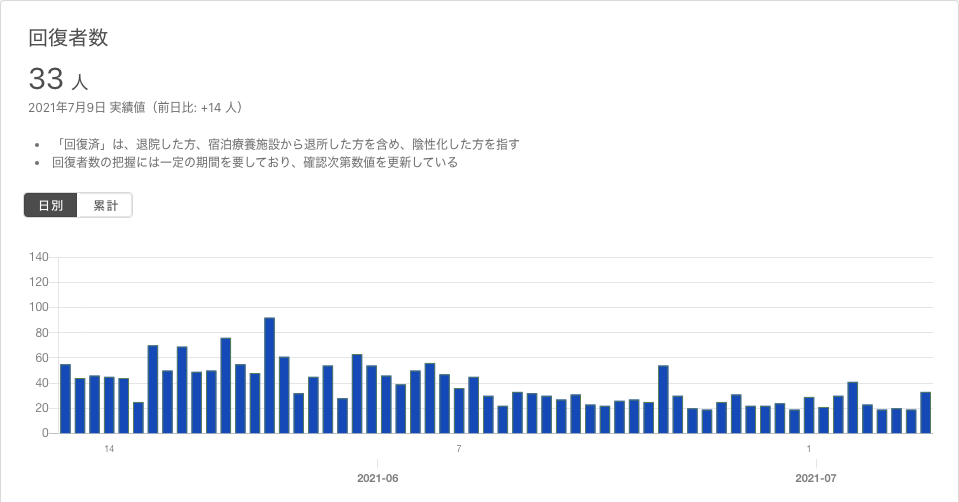 回復者数
33 人
2021年7月9日 実績値（前日比: +14 人）
• 「回復済」は、退院した方、宿泊療養施設から退所した方を含め、陰性化した方を指す
• 回復者数の把握には一定の期間を要しており、確認次第数値を更新している
日別 累計
140
120
100
80
60
40
20
0
14 7 1
2021-06 2021-07